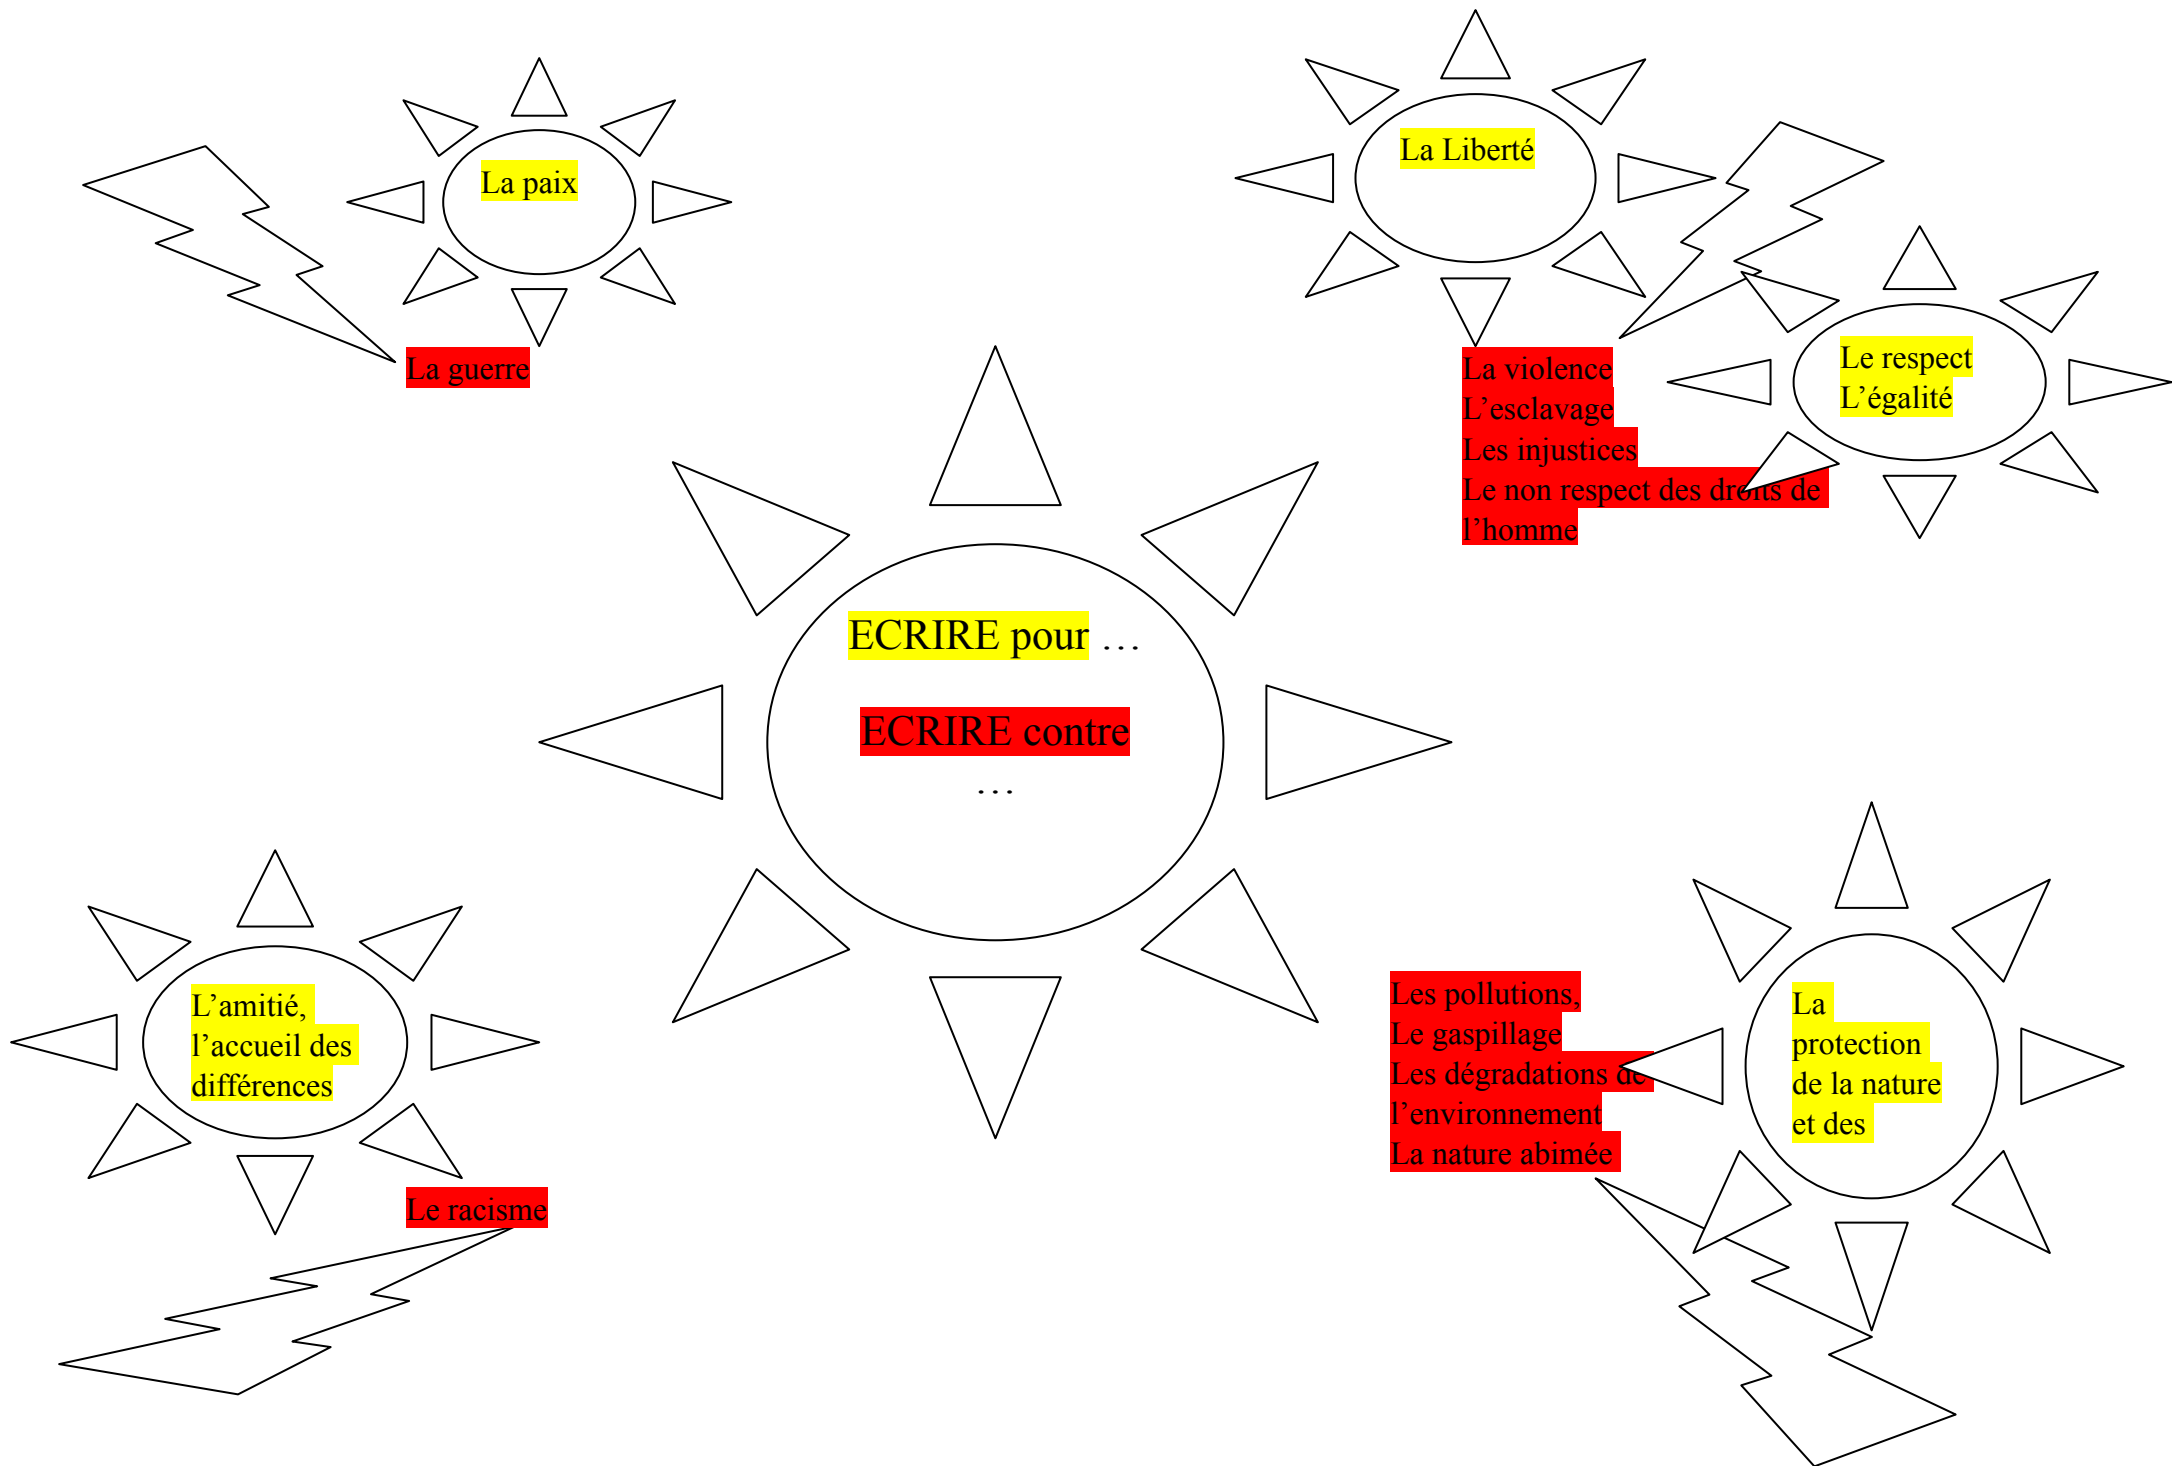 La paix
La guerre
La Liberté
Le respect
L’égalité
La violence
L’esclavage
Les injustices
Le non respect des droits de
l’homme
ECRIRE pour …
ECRIRE contre
…
L’amitié,
l’accueil des
différences
Le racisme
Les pollutions,
Le gaspillage
Les dégradations de
l’environnement
La nature abimée
La
protection
de la nature
et des